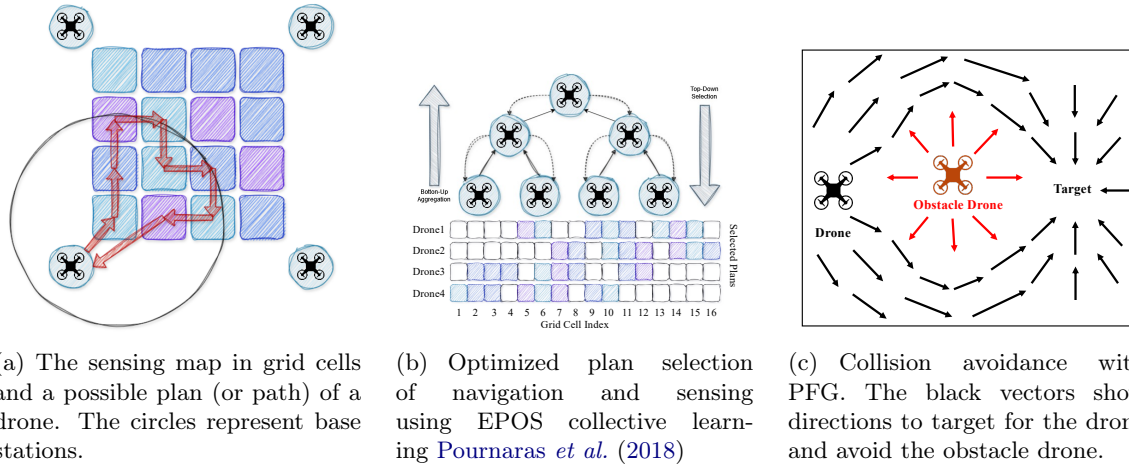 Top-Down
Selection
Botton-Up
Aggregation
Drone1
Drone2
Drone3
Drone4
Selected Plans
1 2 3 4 5 6 7 8 9 10 11 12 13 14 15 16
Grid Cell Index
Target
Obstacle Drone
Drone
(a) The sensing map in grid cells
and a possible plan (or path) of a
drone. The circles represent base
stations.
(b) Optimized plan selection
of navigation and sensing
using EPOS collective learn-
ing Pournaras et al. (2018)
(c) Collision avoidance wit
PFG. The black vectors sho
directions to target for the dron
and avoid the obstacle drone.